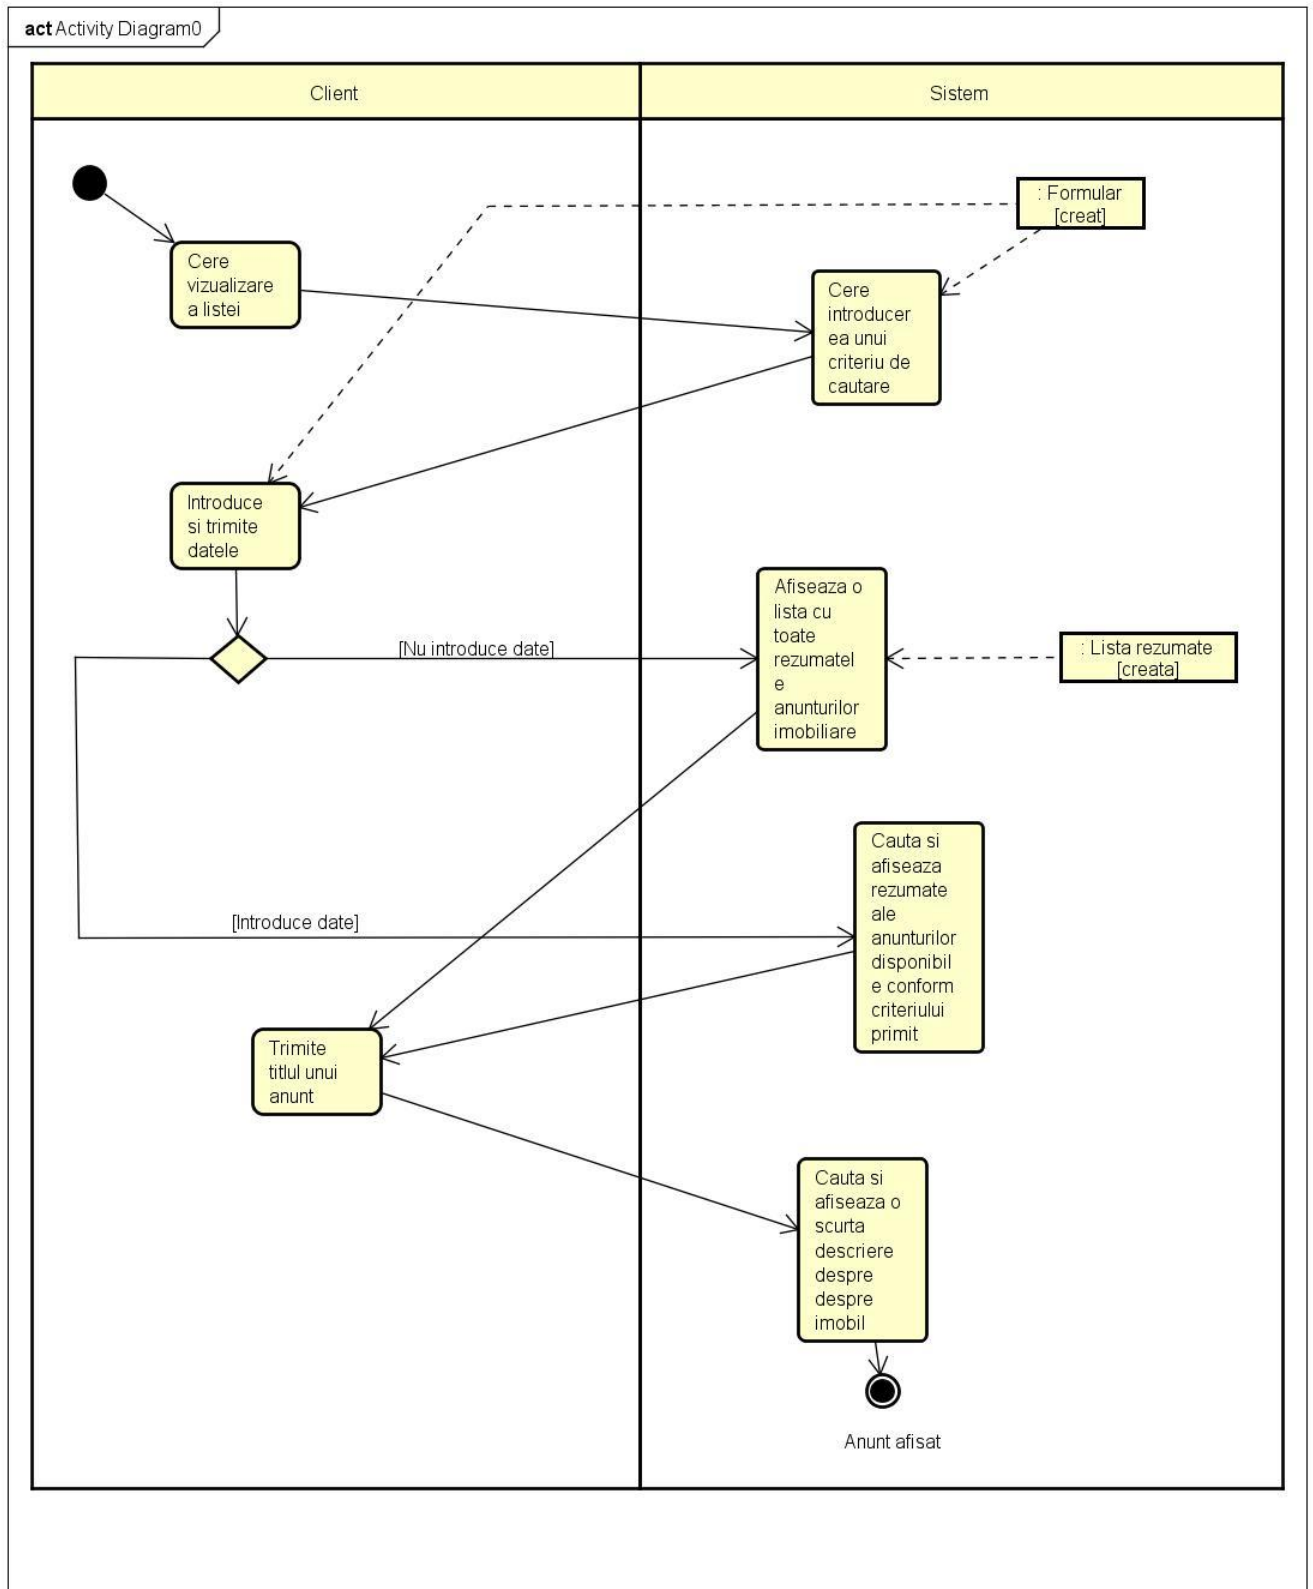 act Activity Diagram0
Client
Sistem
: Formular
[creat]
Cere
vizualizare
a listei
Cere
introducer
ea unui
criteriu de
cautare
Introduce
si trimite
datele
Afiseaza o
lista cu
toate
rezumatel
e
anunturilor
imobiliare
[Nu introduce date]
: Lista rezumate
[creata]
Cauta si
afiseaza
rezumate
ale
anunturilor
disponibil
e conform
criteriului
primit
[Introduce date]
Trimite
titlul unui
anunt
Cauta si
afiseaza o
scurta
descriere
despre
despre
imobil
Anunt afisat